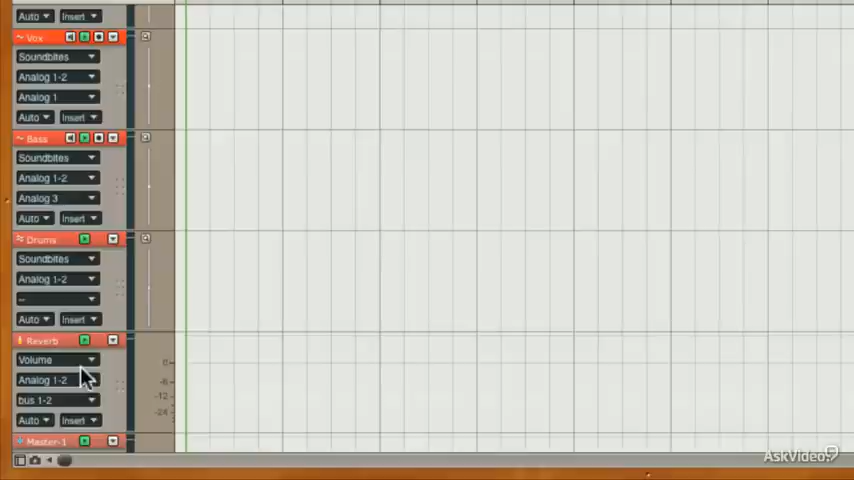 Auto Insert
Vox
Soundbites
Analog 1-2
Analog 1
Auto Insert
Bass
Soundbites
Analog 1-2
Analog 3
Auto Insert
Drums
Soundbites
Analog 1-2
--
Auto Insert
Reverb
Volume
0
Analog 1-2
-6
-12
bus 1-2
-24
Auto Insert
Master-1
AskVideo